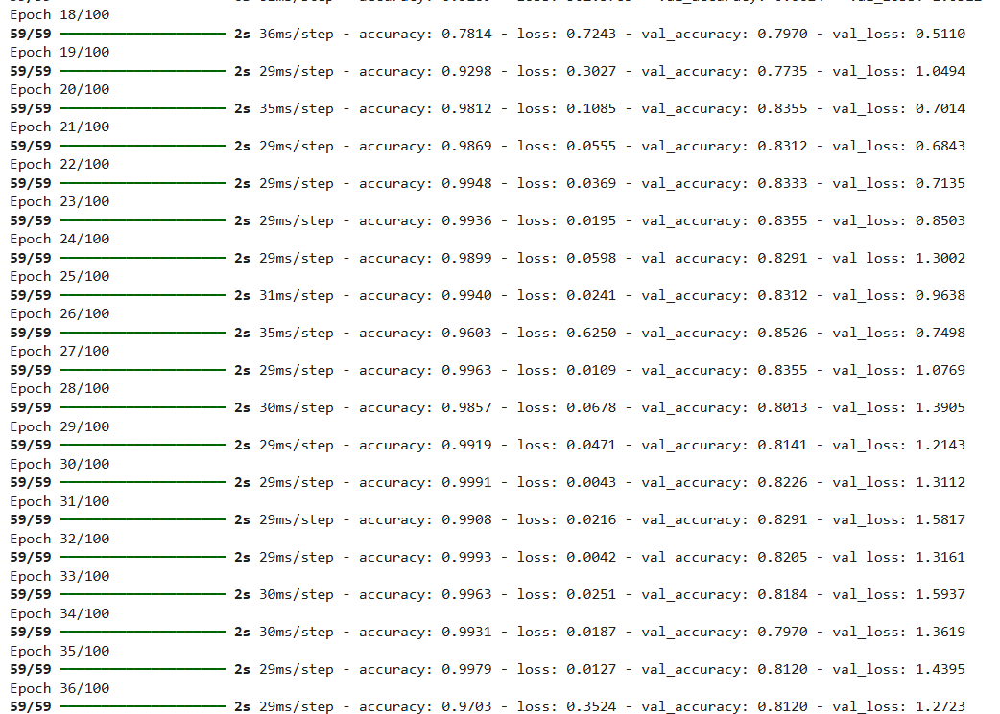 Epoch 18/100
59/59 2s 36ms/step - accuracy: 0.7814 - loss: 0.7243 - val_accuracy: 0.7970 - val_loss: 0.5110
Epoch 19/100
59/59 2s 29ms/step - accuracy: 0.9298 - loss: 0.3027 - val_accuracy: 0.7735 - val_loss: 1.0494
Epoch 20/100
59/59 2s 35ms/step - accuracy: 0.9812 - loss: 0.1085 - val_accuracy: 0.8355 - val_loss: 0.7014
Epoch 21/100
59/59 2s 29ms/step - accuracy: 0.9869 - loss: 0.0555 - val_accuracy: 0.8312 - val_loss: 0.6843
Epoch 22/100
59/59 2s 29ms/step - accuracy: 0.9948 - loss: 0.0369 - val_accuracy: 0.8333 - val_loss: 0.7135
Epoch 23/100
59/59 2s 29ms/step - accuracy: 0.9936 - loss: 0.0195 - val_accuracy: 0.8355 - val_loss: 0.8503
Epoch 24/100
59/59 2s 29ms/step - accuracy: 0.9899 - loss: 0.0598 - val_accuracy: 0.8291 - val_loss: 1.3002
Epoch 25/100
59/59 2s 31ms/step - accuracy: 0.9940 - loss: 0.0241 - val_accuracy: 0.8312 - val_loss: 0.9638
Epoch 26/100
59/59 2s 35ms/step - accuracy: 0.9603 - loss: 0.6250 - val_accuracy: 0.8526 - val_loss: 0.7498
Epoch 27/100
59/59 2s 29ms/step - accuracy: 0.9963 - loss: 0.0109 - val_accuracy: 0.8355 - val_loss: 1.0769
Epoch 28/100
59/59 2s 30ms/step - accuracy: 0.9857 - loss: 0.0678 - val_accuracy: 0.8013 - val_loss: 1.3905
Epoch 29/100
59/59 2s 29ms/step - accuracy: 0.9919 - loss: 0.0471 - val_accuracy: 0.8141 - val_loss: 1.2143
Epoch 30/100
59/59 2s 29ms/step - accuracy: 0.9991 - loss: 0.0043 - val_accuracy: 0.8226 - val_loss: 1.3112
Epoch 31/100
59/59 2s 29ms/step - accuracy: 0.9908 - loss: 0.0216 - val_accuracy: 0.8291 - val_loss: 1.5817
Epoch 32/100
59/59 2s 29ms/step - accuracy: 0.9993 - loss: 0.0042 - val_accuracy: 0.8205 - val_loss: 1.3161
Epoch 33/100
59/59 2s 30ms/step - accuracy: 0.9963 - loss: 0.0251 - val_accuracy: 0.8184 - val_loss: 1.5937
Epoch 34/100
59/59 2s 30ms/step - accuracy: 0.9931 - loss: 0.0187 - val_accuracy: 0.7970 - val_loss: 1.3619
Epoch 35/100
59/59 2s 29ms/step - accuracy: 0.9979 - loss: 0.0127 - val_accuracy: 0.8120 - val_loss: 1.4395
Epoch 36/100
59/59 2s 29ms/step - accuracy: 0.9703 - loss: 0.3524 - val_accuracy: 0.8120 - val_loss: 1.2723